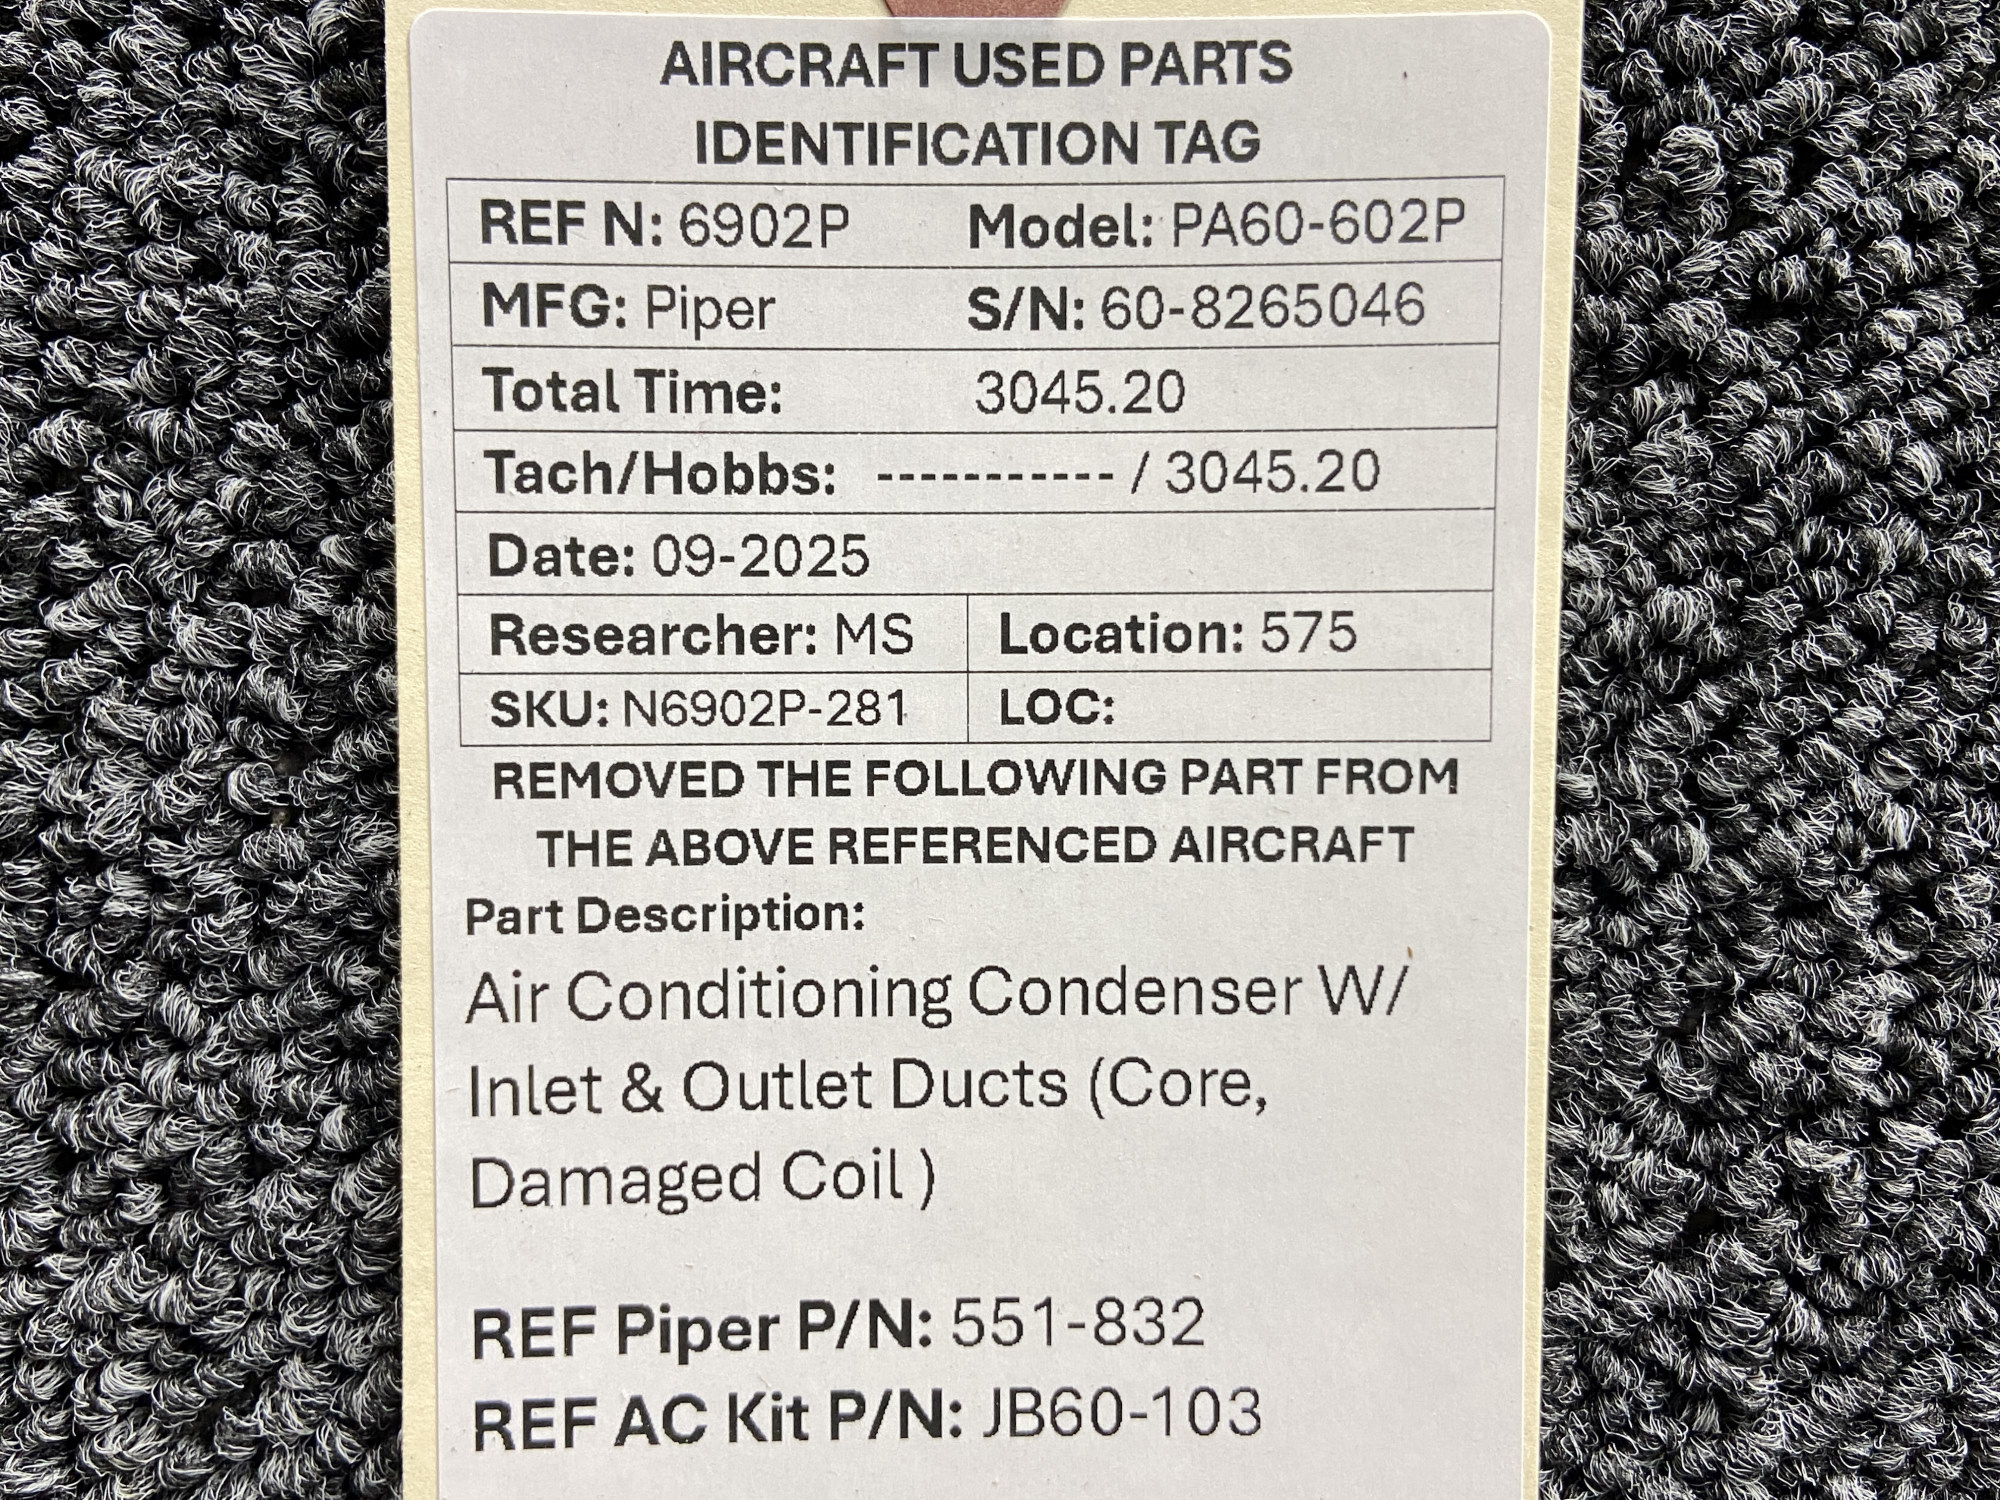 AIRCRAFT USED PARTS
IDENTIFICATION TAG
REF N: 6902P Model: PA60-602P
MFG: Piper S/N: 60-8265046
Total Time: 3045.20
Tach/Hobbs: ----------- / 3045.20
Date: 09-2025
Researcher: MS Location: 575
SKU: N6902P-281 LOC:
REMOVED THE FOLLOWING PART FROM
THE ABOVE REFERENCED AIRCRAFT
Part Description:
Air Conditioning Condenser W/
Inlet & Outlet Ducts (Core,
Damaged Coil)
REF Piper P/N: 551-832
REF AC Kit P/N: JB60-103